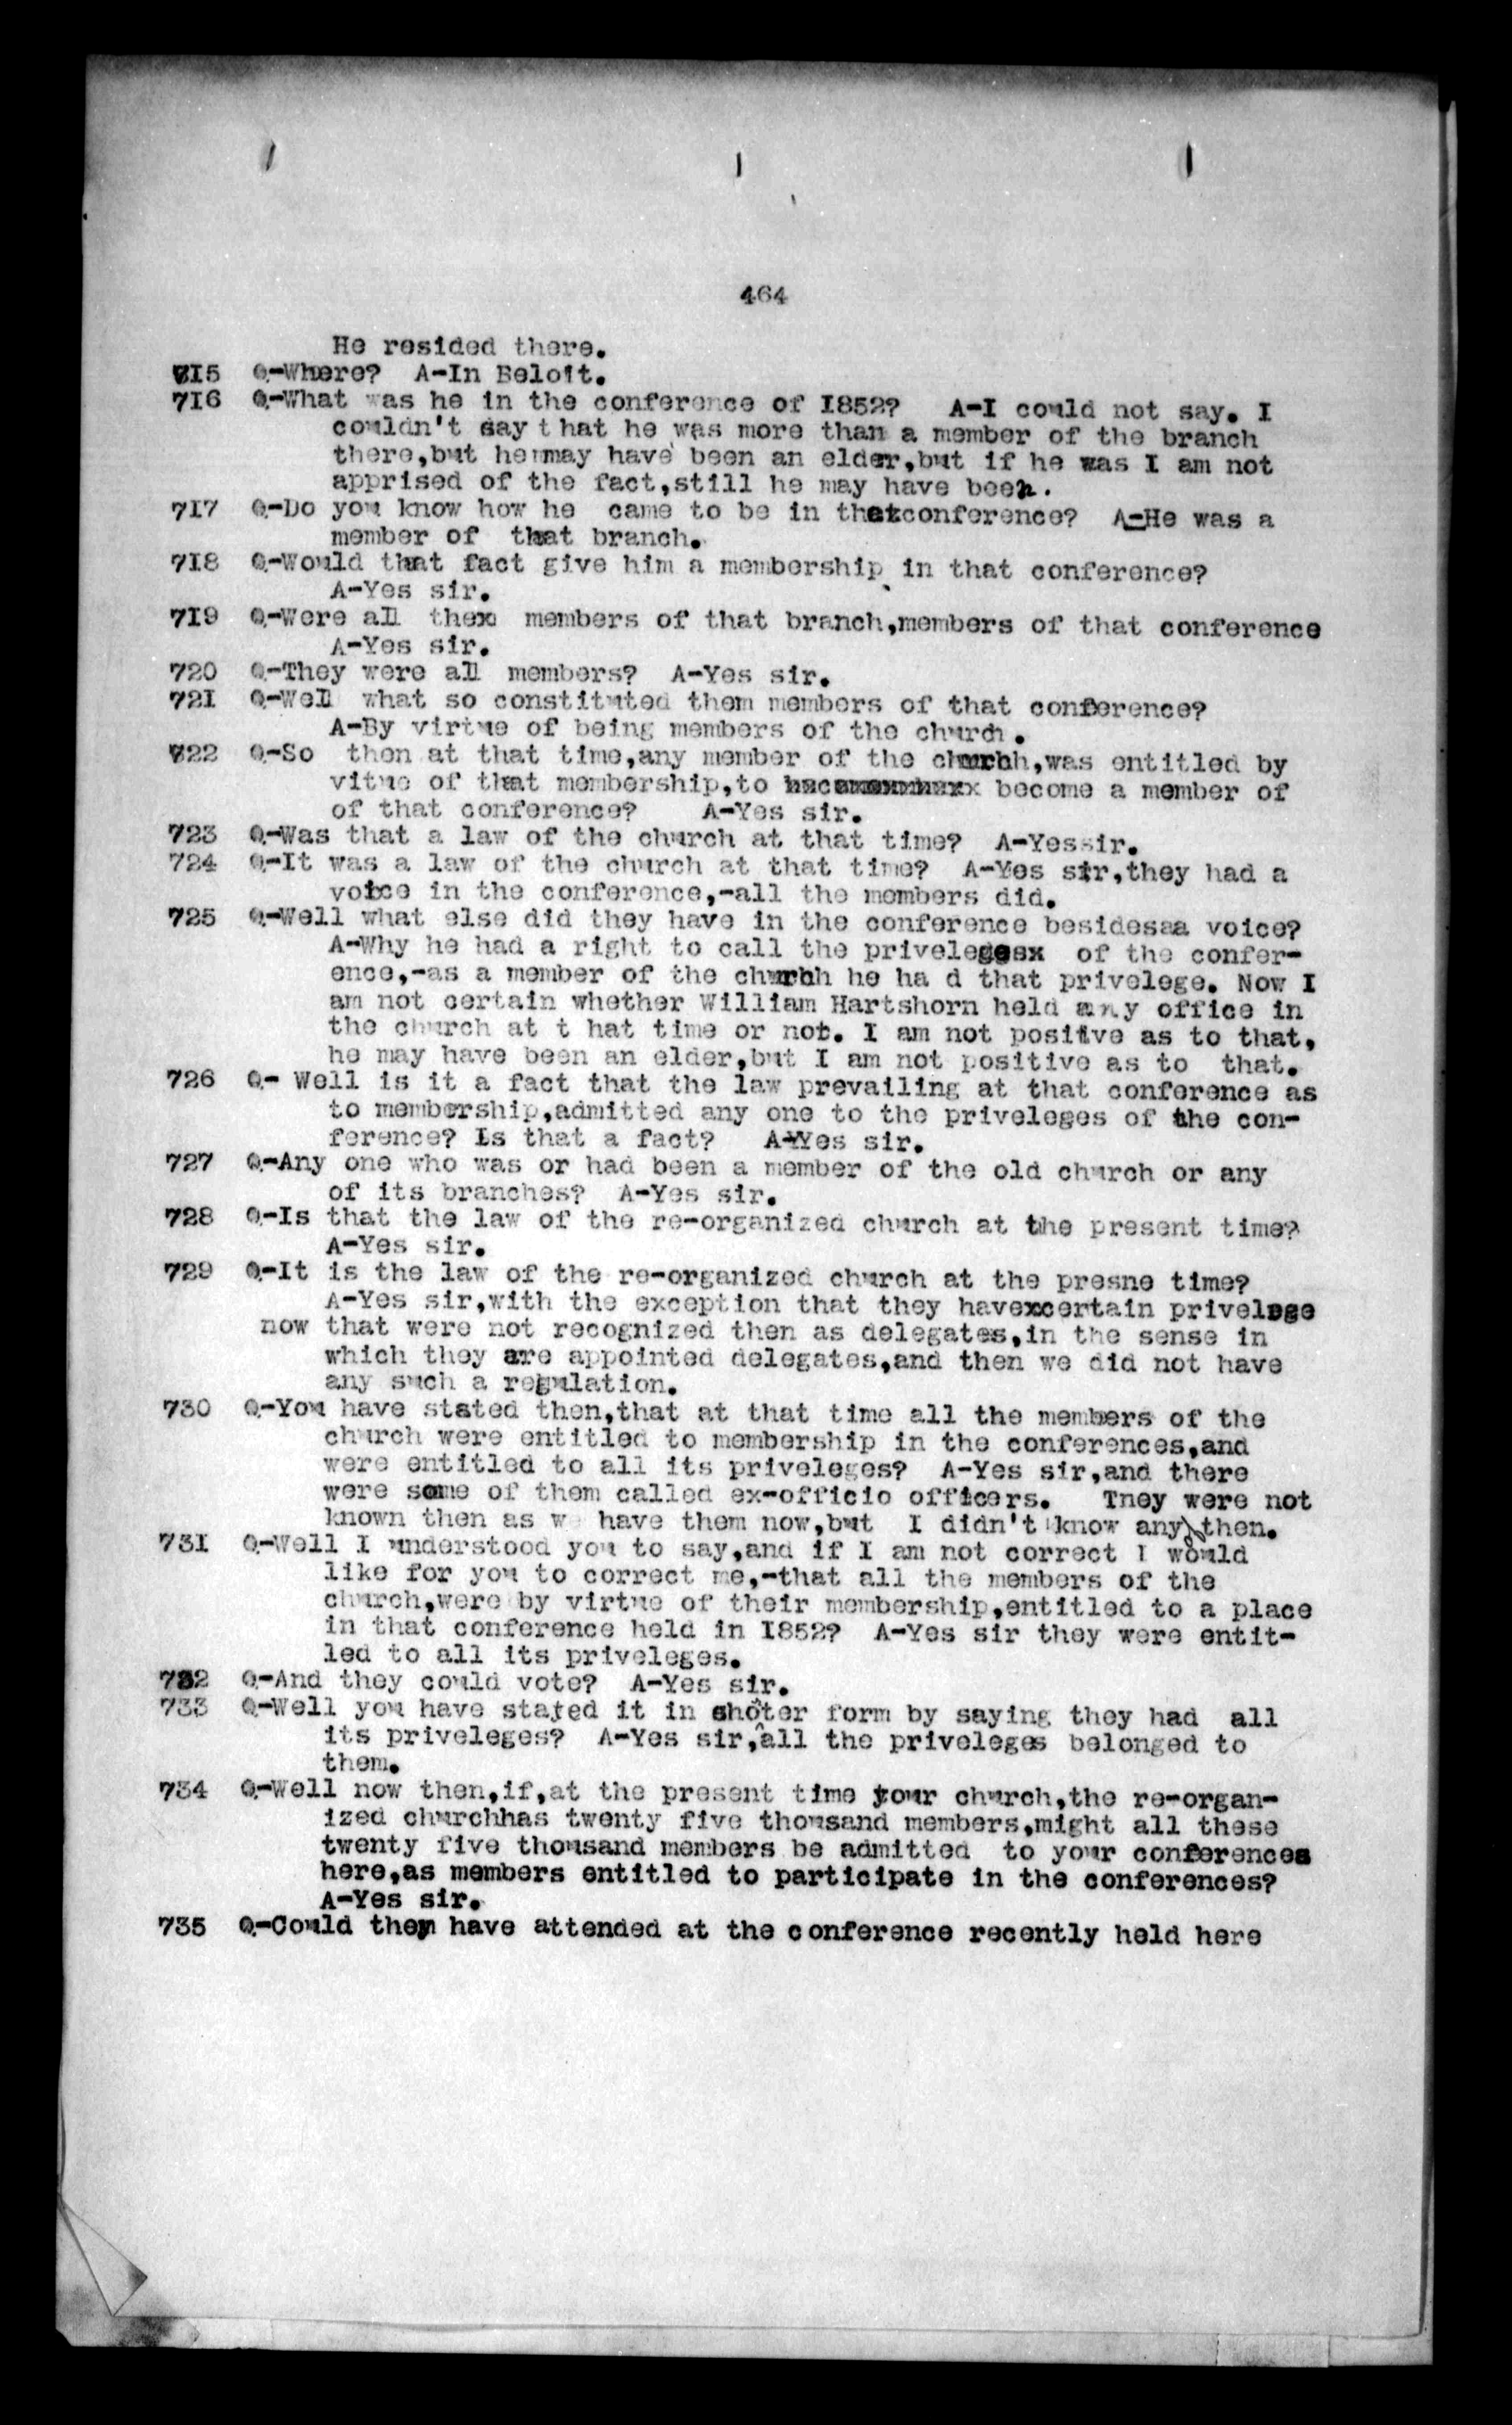 464
He resided there.
715 Q-Where? A-In Beloit.
716 Q-What was he in the conference of 1852? A-I could not say. I
couldn't say t hat he was more than a member of the branch
there,but he may have been an elder,but if he was I am not
apprised of the fact,still he may have been.
717 Q-Do you know how he came to be in thatconference? A-He was a
member of that branch.
718 Q-Would that fact give him a membership in that conference?
A-Yes sir.
719 Q-Were all thex members of that branch,members of that conference
A-Yes sir.
720 Q-They were all members? A-Yes sir.
721 Q-Well what so constituted them members of that conference?
A-By virtue of being members of the church.
722 Q-So then at that time,any member of the church,was entitled by
vitue of that membership,to become a member of
of that conference? A-Yes sir.
723 Q-Was that a law of the church at that time? A-Yessir.
724 Q-It was a law of the church at that time? A-Yes sir,they had a
voice in the conference,-all the members did.
725 Q-Well what else did they have in the conference besidesaa voice?
A-Why he had a right to call the privelegesx of the confer-
ence,-as a member of the church he ha d that privelege. Now I
am not certain whether William Hartshorn held any office in
the church at t hat time or not. I am not positive as to that,
he may have been an elder,but I am not positive as to that.
726 Q- Well is it a fact that the law prevailing at that conference as
to membership,admitted any one to the priveleges of the con-
ference? Is that a fact? A-Yes sir.
727 Q-Any one who was or had been a member of the old church or any
of its branches? A-Yes sir.
728 Q-Is that the law of the re-organized church at the present time?
A-Yes sir.
729 Q-It is the law of the re-organized church at the presne time?
A-Yes sir,with the exception that they havexcertain privelege
now that were not recognized then as delegates,in the sense in
which they are appointed delegates,and then we did not have
any such a regulation.
730 Q-You have stated then,that at that time all the members of the
church were entitled to membership in the conferences,and
were entitled to all its priveleges? A-Yes sir,and there
were some of them called ex-officio officers. Tney were not
known then as we have them now,but I didn't know any then.
731 Q-Well I understood you to say,and if I am not correct I would
like for you to correct me,-that all the members of the
church,were by virtue of their membership,entitled to a place
in that conference held in 1852? A-Yes sir they were entit-
led to all its priveleges.
732 Q-And they could vote? A-Yes sir.
733 Q-Well you have stated it in shoter form by saying they had all
its priveleges? A-Yes sir,all the priveleges belonged to
them.
734 Q-Well now then,if,at the present time your church,the re-organ-
ized churchhas twenty five thousand members,might all these
twenty five thousand members be admitted to your conferences
here,as members entitled to participate in the conferences?
A-Yes sir.
735 Q-Could they have attended at the conference recently held here